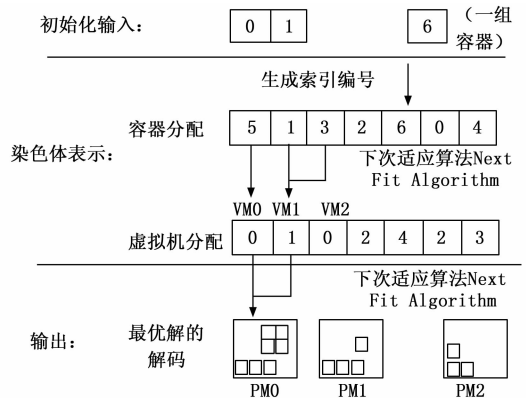 初始化输入: 0 1 6 (一组
容器)
生成索引编号
容器分配 5 1 3 2 6 0 4
染色体表示:
下次适应算法Next
Fit Algorithm
VM0 VM1 VM2
虚拟机分配 0 1 0 2 4 2 3
下次适应算法Next
Fit Algorithm
输出: 最优解的
解码
PM0 PM1 PM2